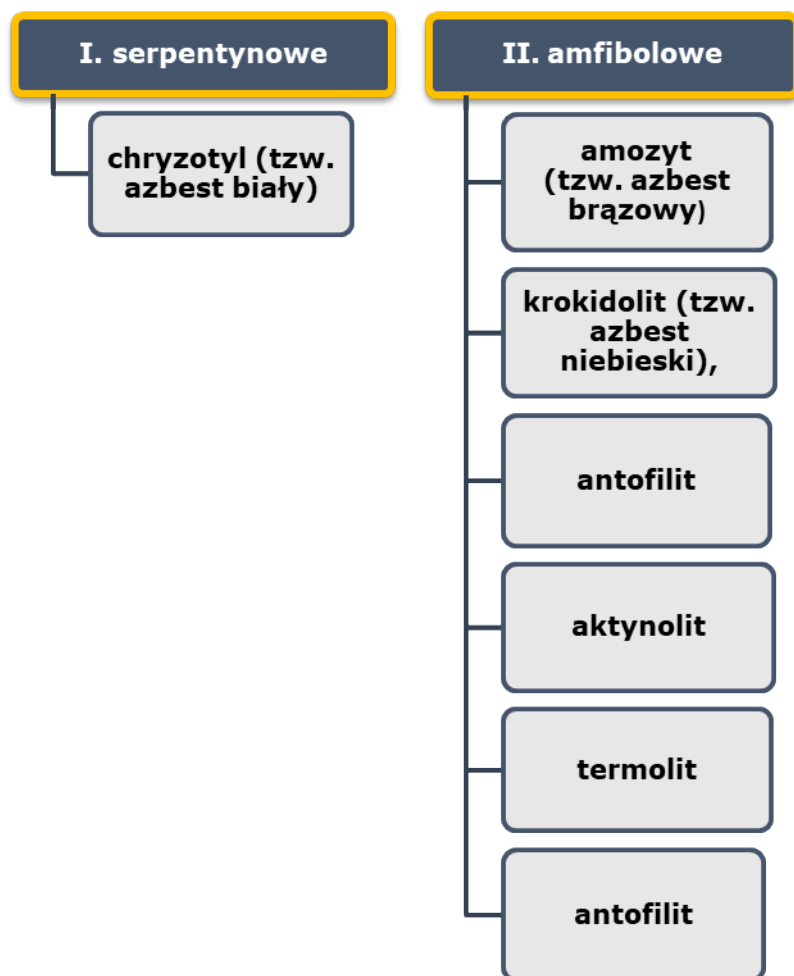 I. serpentynowe
chryzotyl (tzw.
azbest biały)
II. amfibolowe
amozyt
(tzw. azbest
brązowy)
krokidolit (tzw.
azbest
niebieski),
antofilit
aktynolit
termolit
antofilit